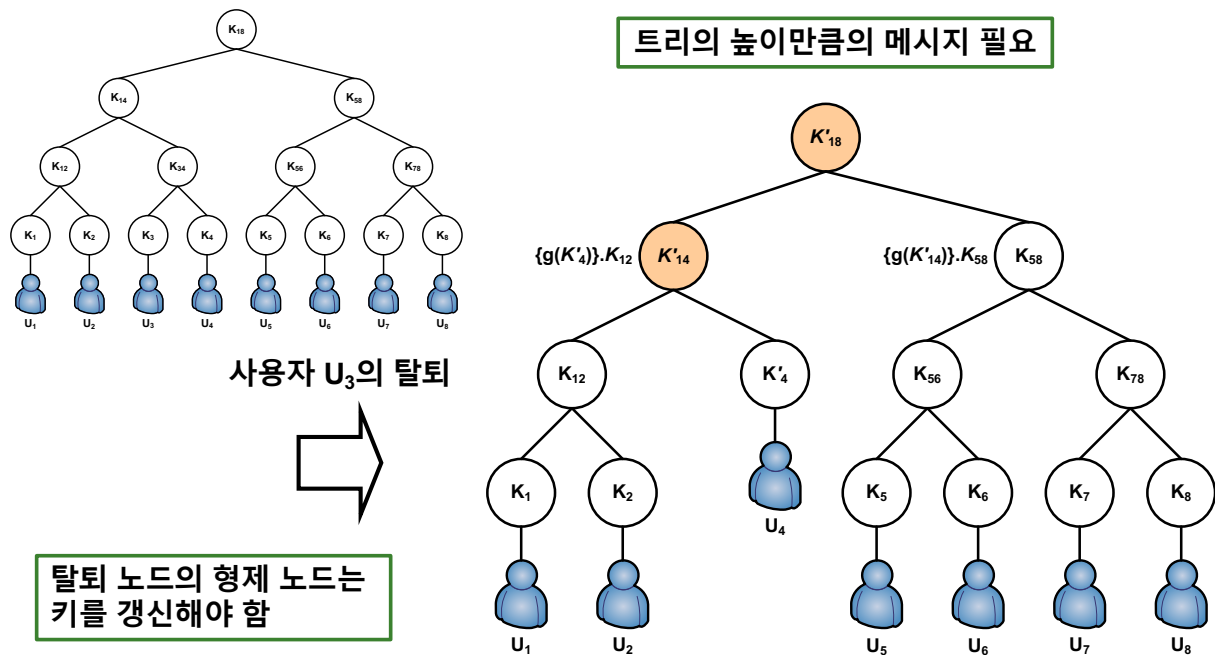 K₁₈
K₁₄ K₅₈
K₁₂ K₃₄ K₅₆ K₇₈
K₁ K₂ K₃ K₄ K₅ K₆ K₇ K₈
U₁ U₂ U₃ U₄ U₅ U₆ U₇ U₈
사용자 U₃의 탈퇴
탈퇴 노드의 형제 노드는
키를 갱신해야 함
트리의 높이만큼의 메시지 필요
K'₁₈
{g(K'₄)}.K₁₂ K'₁₄ {g(K'₁₄)}.K₅₈ K₅₈
K₁₂ K'₄ K₅₆ K₇₈
K₁ K₂ K₅ K₆ K₇ K₈
U₄
U₁ U₂ U₅ U₆ U₇ U₈